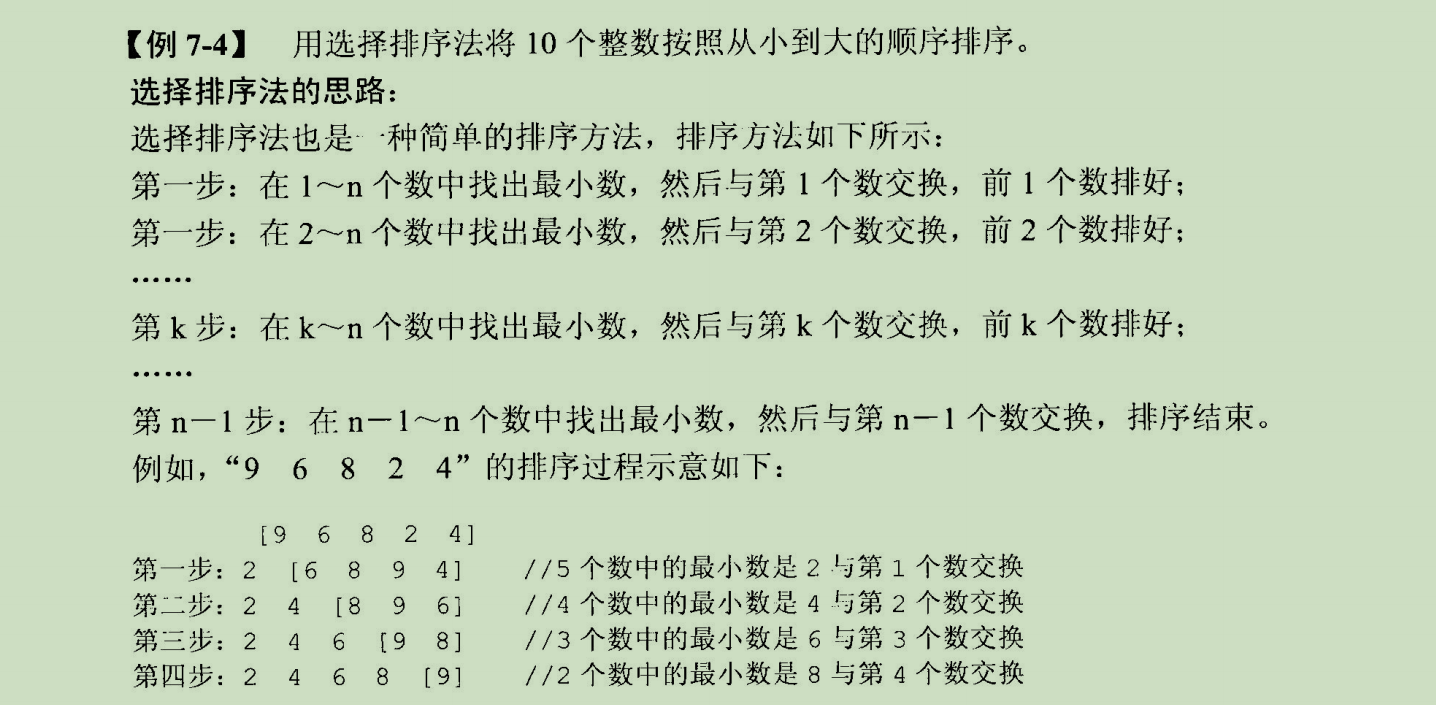 【例 7-4】 用选择排序法将 10 个整数按照从小到大的顺序排序。
选择排序法的思路：
选择排序法也是一种简单的排序方法，排序方法如下所示：
第一步：在 1～n 个数中找出最小数，然后与第 1 个数交换，前 1 个数排好；
第一步：在 2～n 个数中找出最小数，然后与第 2 个数交换，前 2 个数排好；
……
第 k 步：在 k～n 个数中找出最小数，然后与第 k 个数交换，前 k 个数排好；
……
第 n－1 步：在 n－1～n 个数中找出最小数，然后与第 n－1 个数交换，排序结束。
例如，“9 6 8 2 4”的排序过程示意如下：
[9 6 8 2 4]
第一步：2 [6 8 9 4] //5 个数中的最小数是 2 与第 1 个数交换
第二步：2 4 [8 9 6] //4 个数中的最小数是 4 与第 2 个数交换
第三步：2 4 6 [9 8] //3 个数中的最小数是 6 与第 3 个数交换
第四步：2 4 6 8 [9] //2 个数中的最小数是 8 与第 4 个数交换